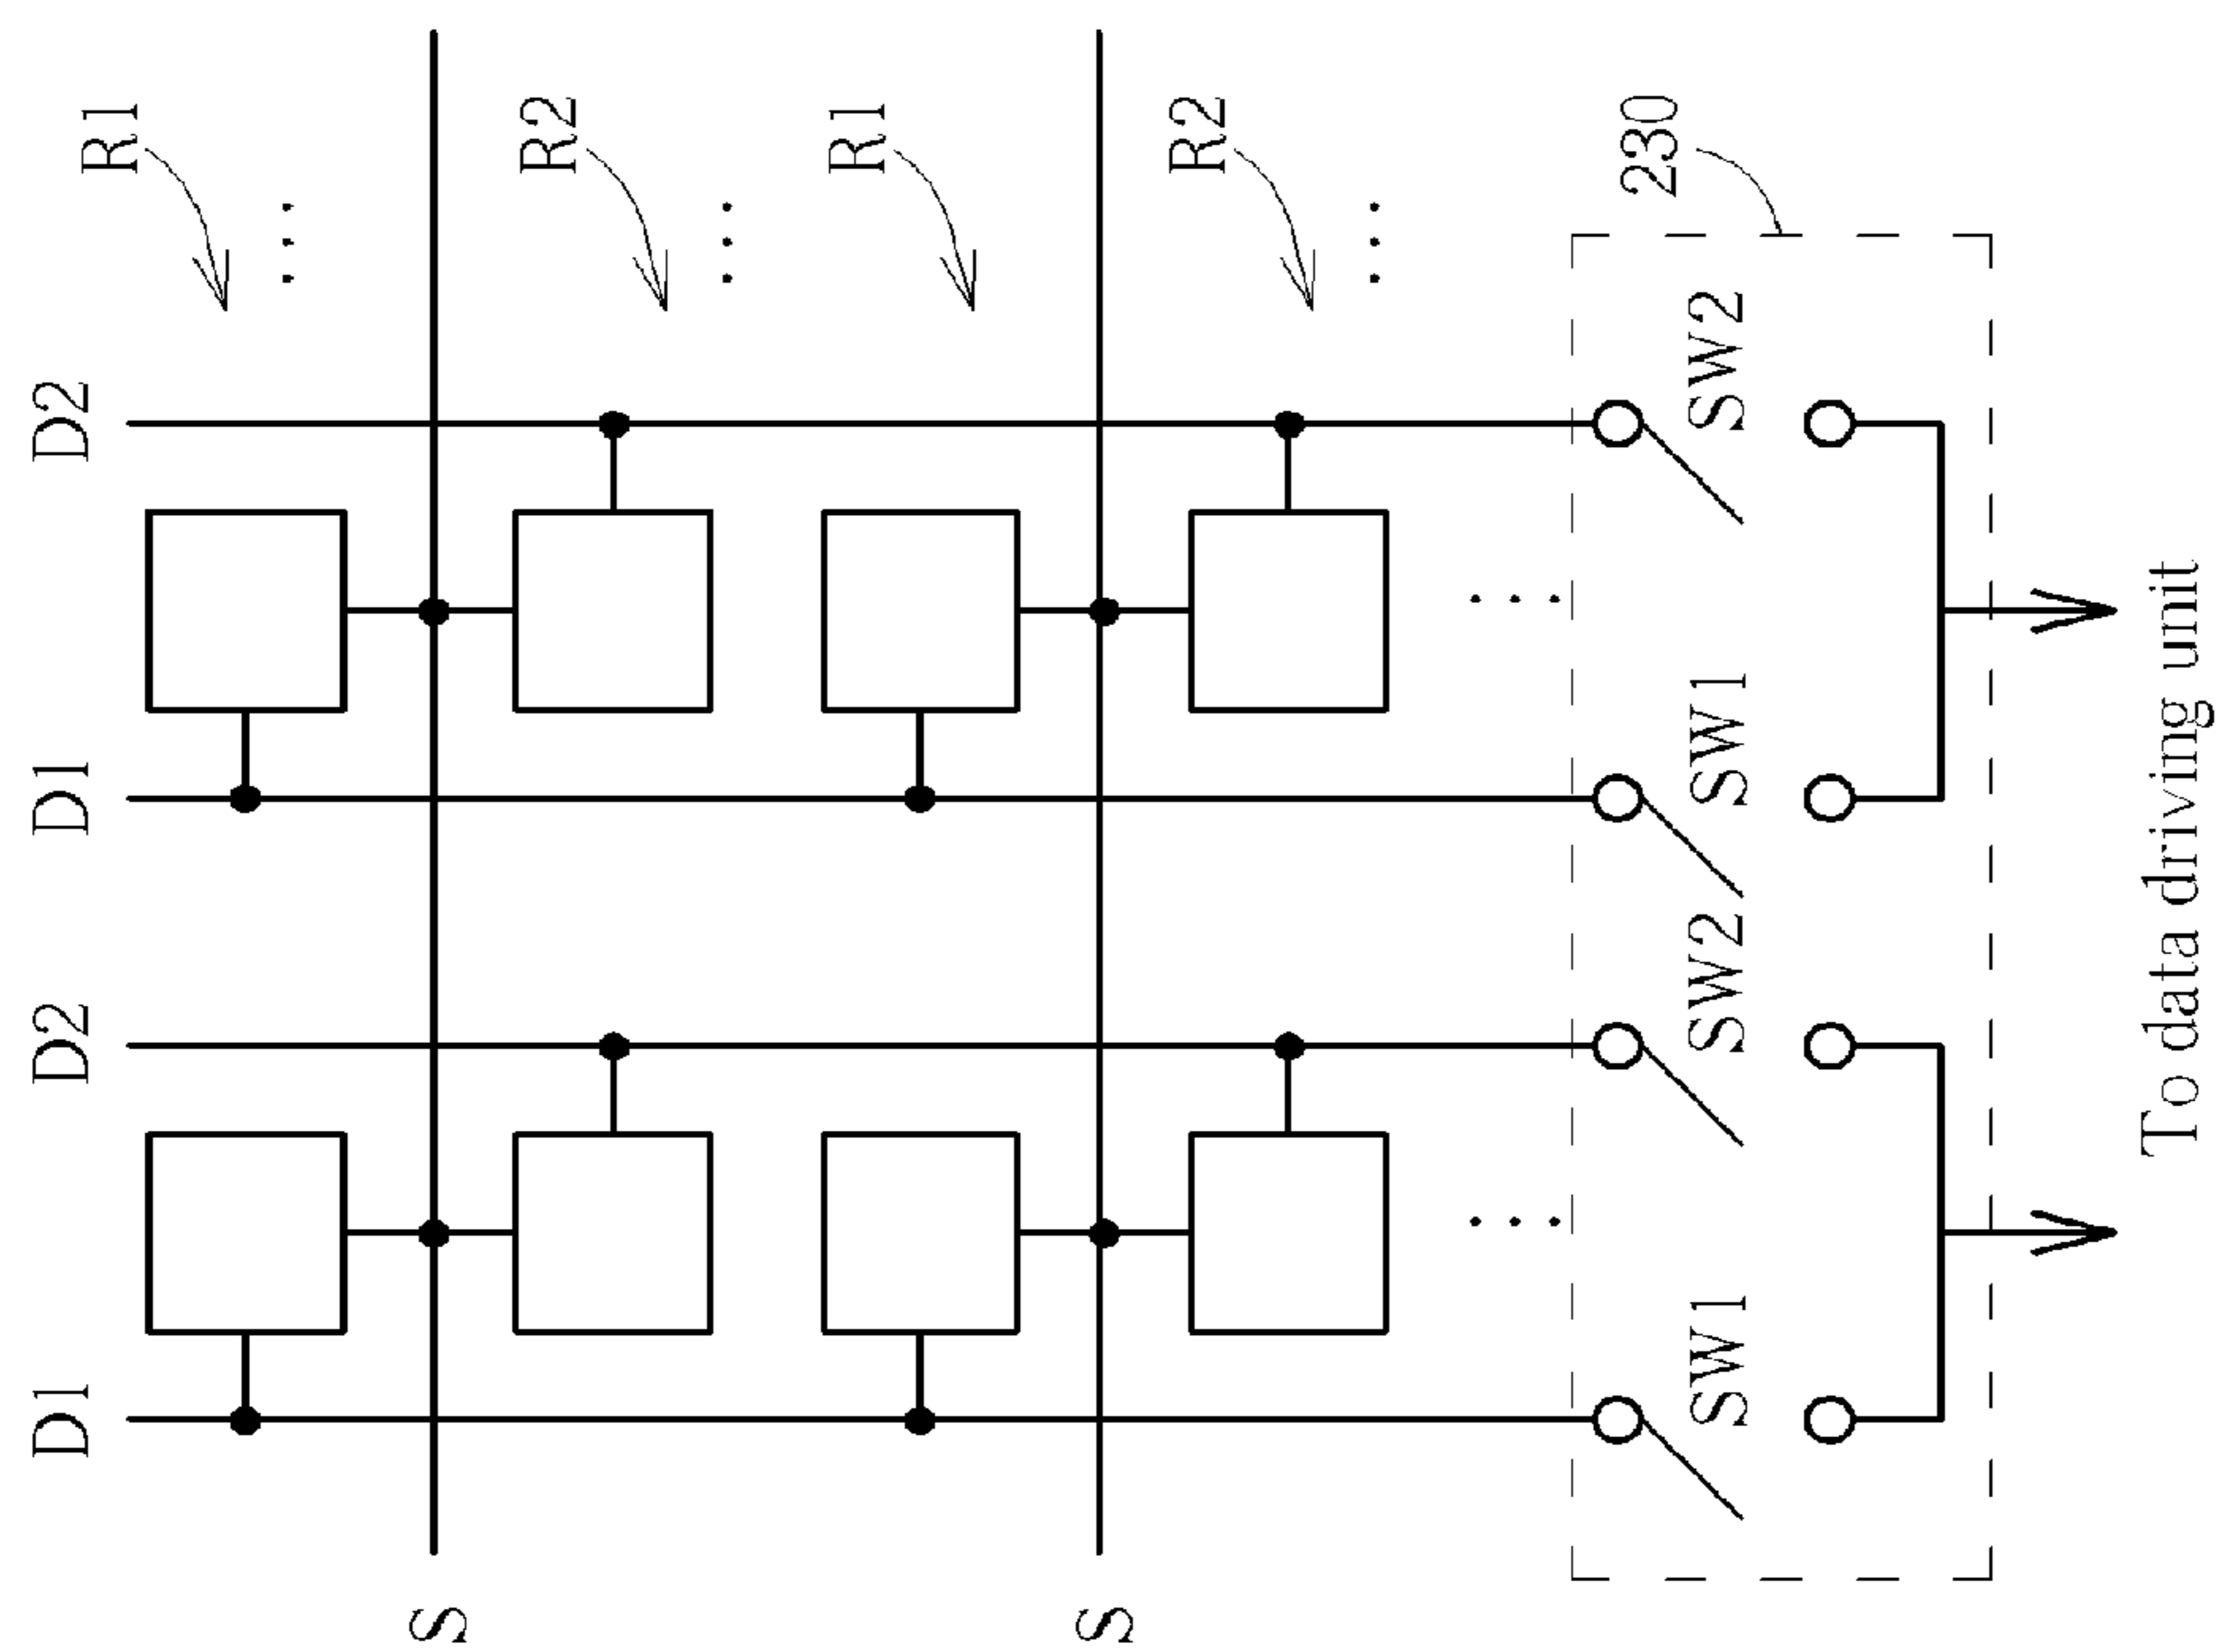 D1
D2
D1
D2
R1
S
R2
R1
S
R2
230
SW1
SW2
SW1
SW2
To data driving unit